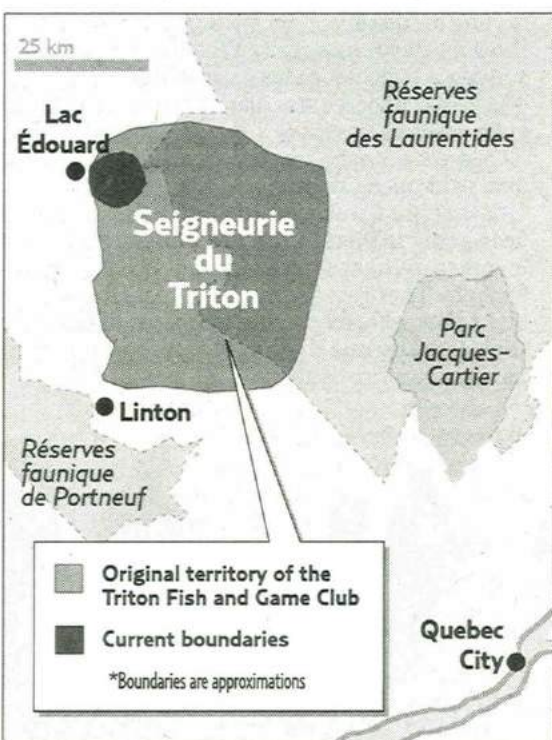 25 km
Lac
Édouard
Réserves
faunique
des Laurentides
Seigneurie
du
Triton
Parc
Jacques-
Cartier
Linton
Réserves
faunique
de Portneuf
Original territory of the
Triton Fish and Game Club
Current boundaries
*Boundaries are approximations
Quebec
City